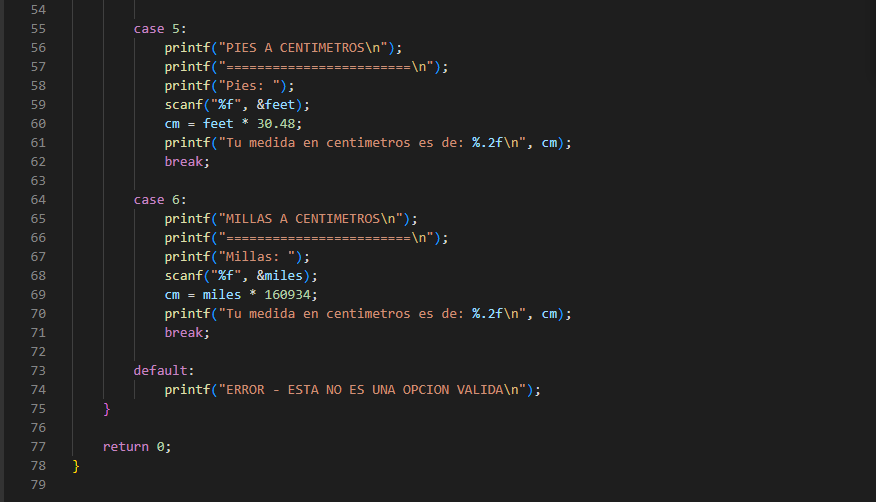 54
55 case 5:
56 printf("PIES A CENTIMETROS\n");
57 printf("========================\n");
58 printf("Pies: ");
59 scanf("%f", &feet);
60 cm = feet * 30.48;
61 printf("Tu medida en centimetros es de: %.2f\n", cm);
62 break;
63
64 case 6:
65 printf("MILLAS A CENTIMETROS\n");
66 printf("========================\n");
67 printf("Millas: ");
68 scanf("%f", &miles);
69 cm = miles * 160934;
70 printf("Tu medida en centimetros es de: %.2f\n", cm);
71 break;
72
73 default:
74 printf("ERROR - ESTA NO ES UNA OPCION VALIDA\n");
75 }
76
77 return 0;
78 }
79